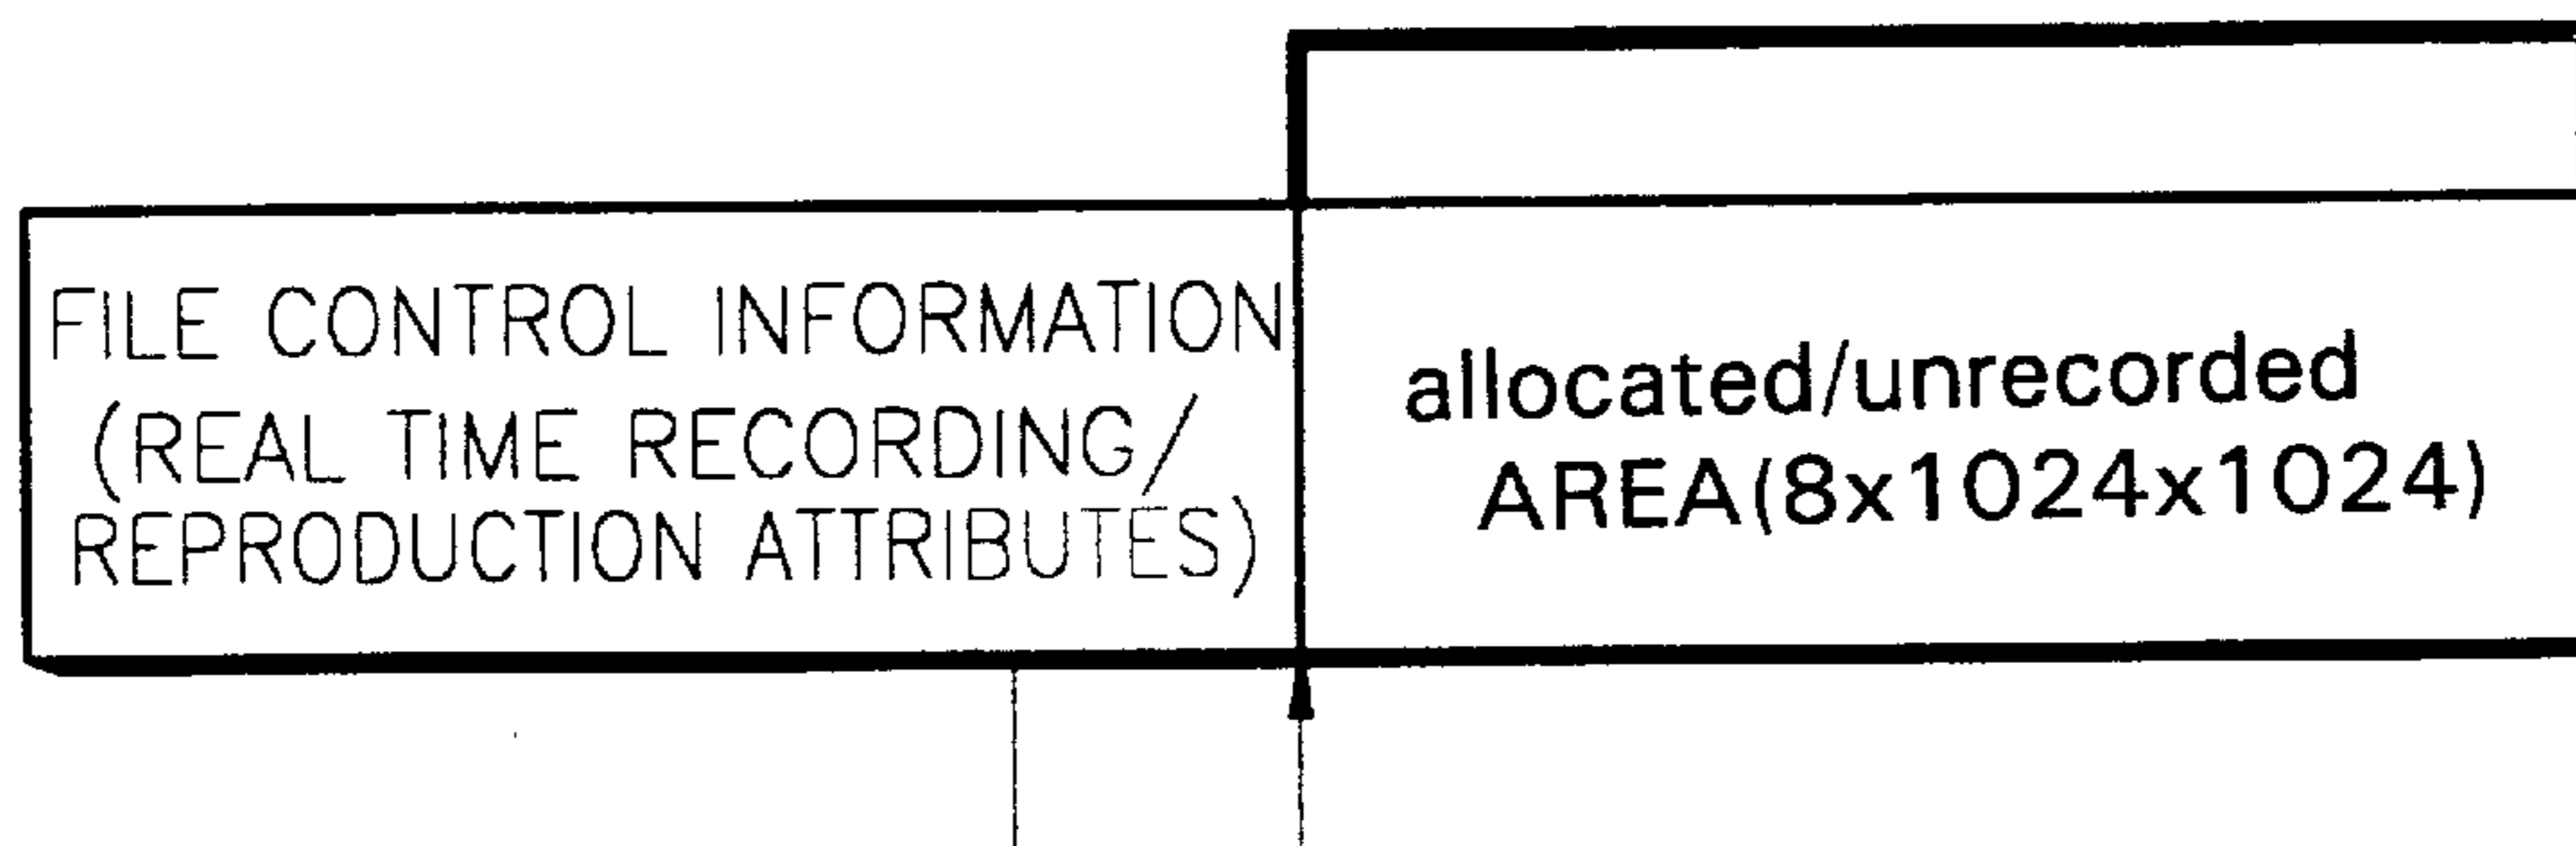 FILE CONTROL INFORMATION
(REAL TIME RECORDING/
REPRODUCTION ATTRIBUTES)
allocated/unrecorded
AREA(8x1024x1024)